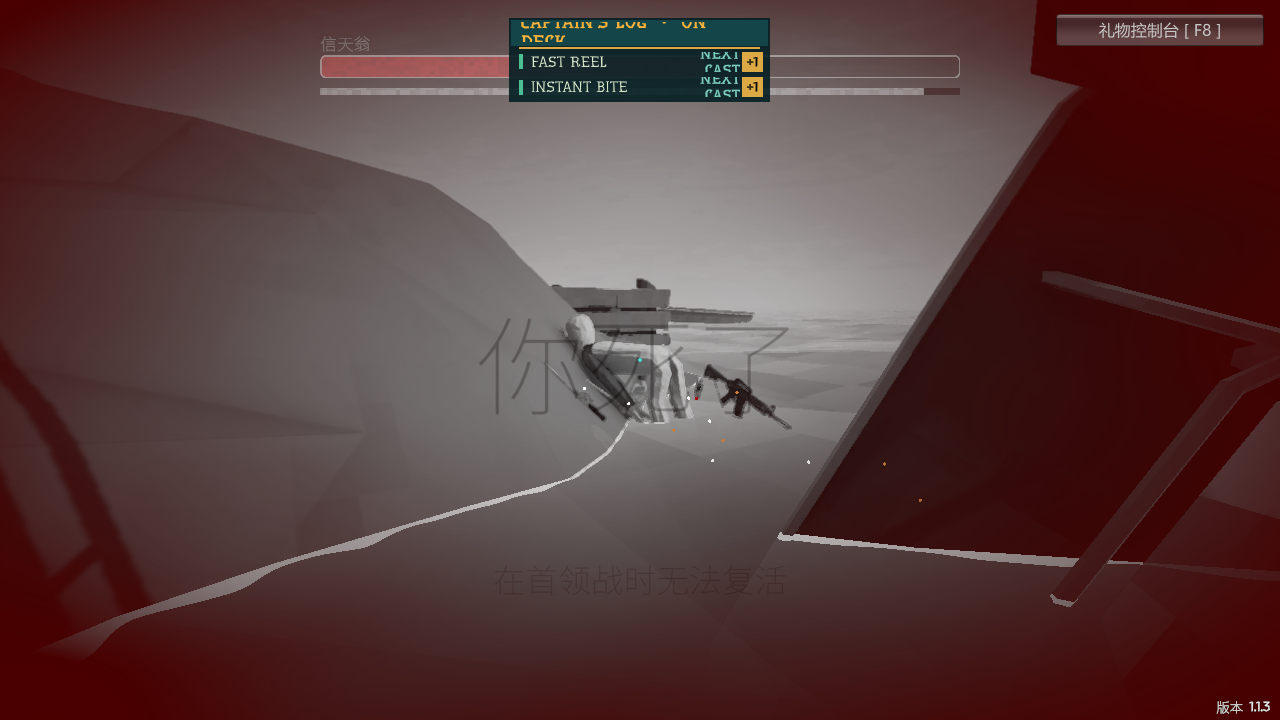 礼物控制台 [ F8 ]
信天翁
CAPTAIN'S LOG · ON
DECK
FAST REEL NEXT CAST +1
INSTANT BITE NEXT CAST +1
你死了
在首领战时无法复活
版本 1.1.3